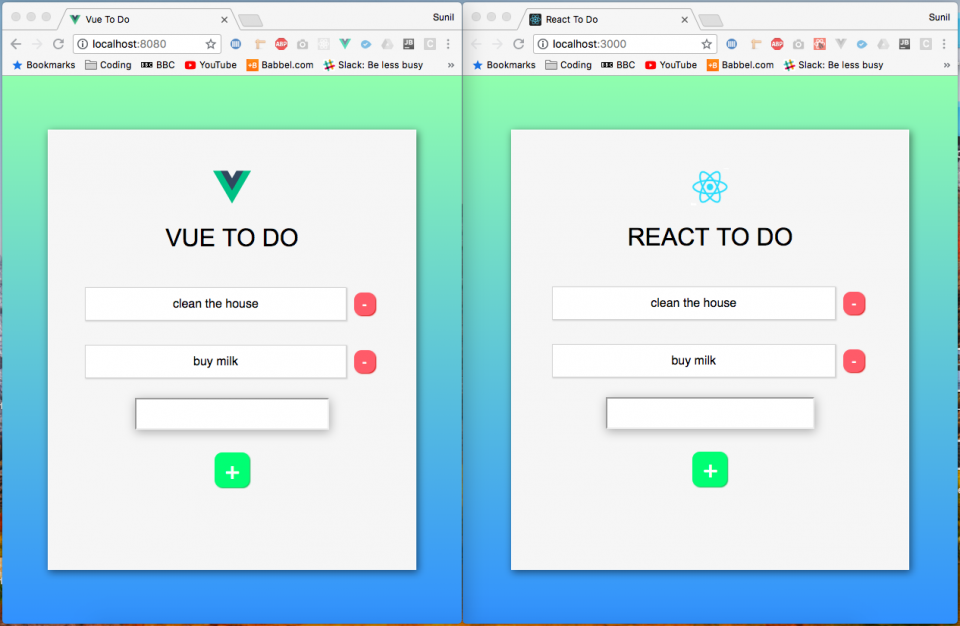 Vue To Do
Sunil
localhost:8080
Bookmarks Coding BBC YouTube Babbel.com Slack: Be less busy »
VUE TO DO
clean the house -
buy milk -
+
React To Do
Sunil
localhost:3000
Bookmarks Coding BBC YouTube Babbel.com Slack: Be less busy »
REACT TO DO
clean the house -
buy milk -
+